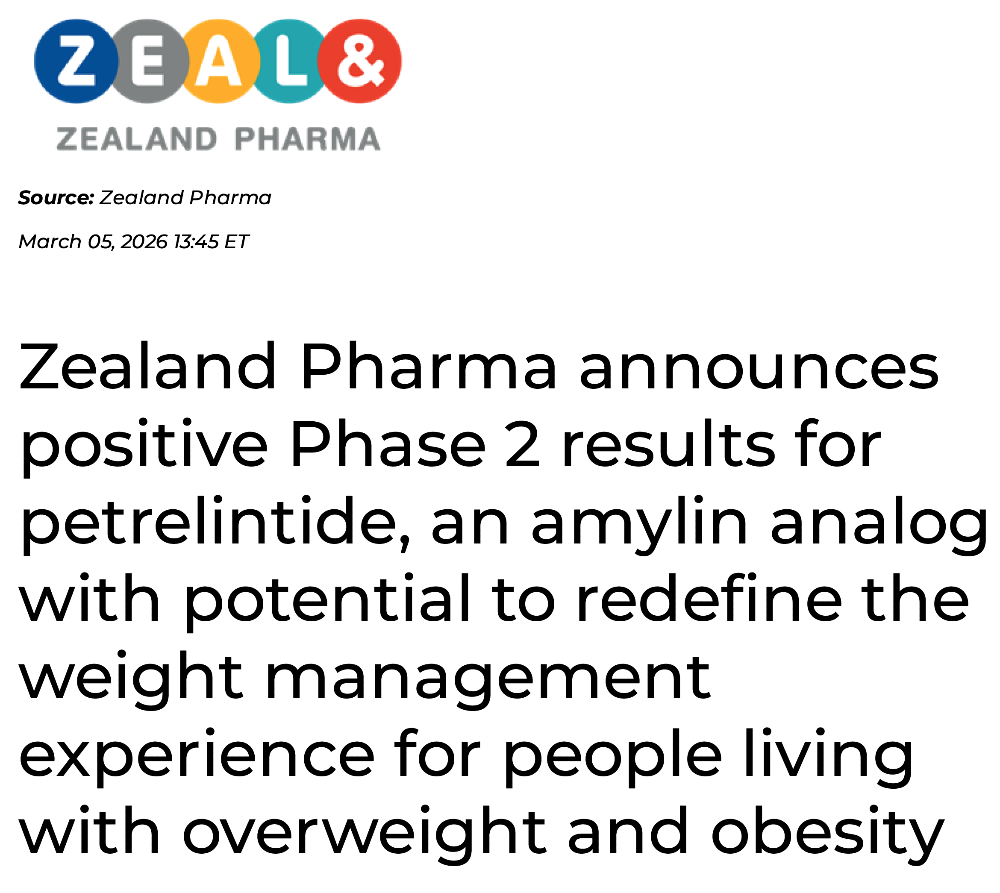 ZEAL&
ZEALAND PHARMA
Source: Zealand Pharma
March 05, 2026 13:45 ET
Zealand Pharma announces
positive Phase 2 results for
petrelintide, an amylin analog
with potential to redefine the
weight management
experience for people living
with overweight and obesity